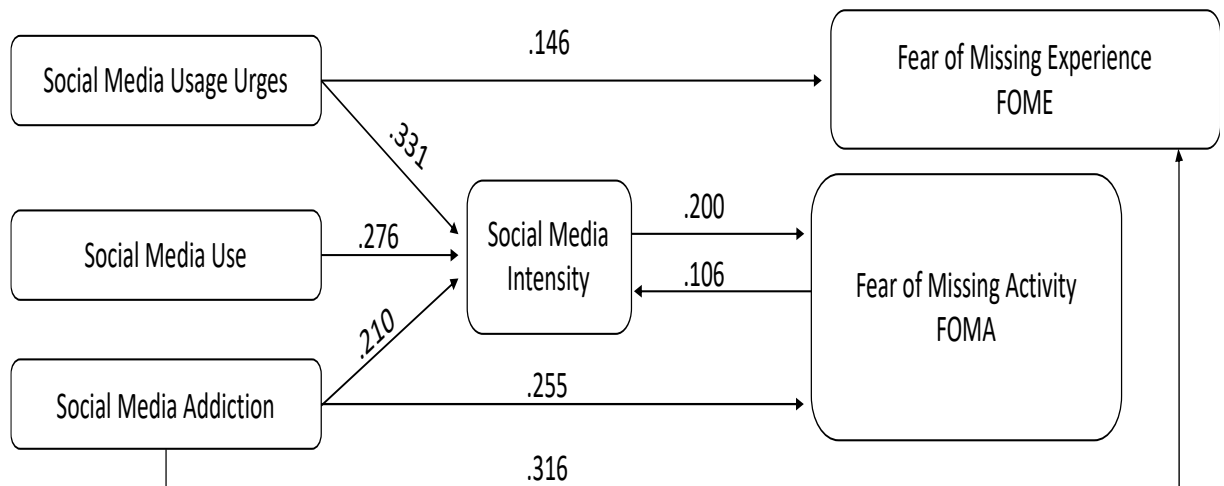 .146
Social Media Usage Urges
Fear of Missing Experience
FOME
.331
Social Media Use
.276
Social Media
Intensity
.200
.106
Fear of Missing Activity
FOMA
.210
Social Media Addiction
.255
.316